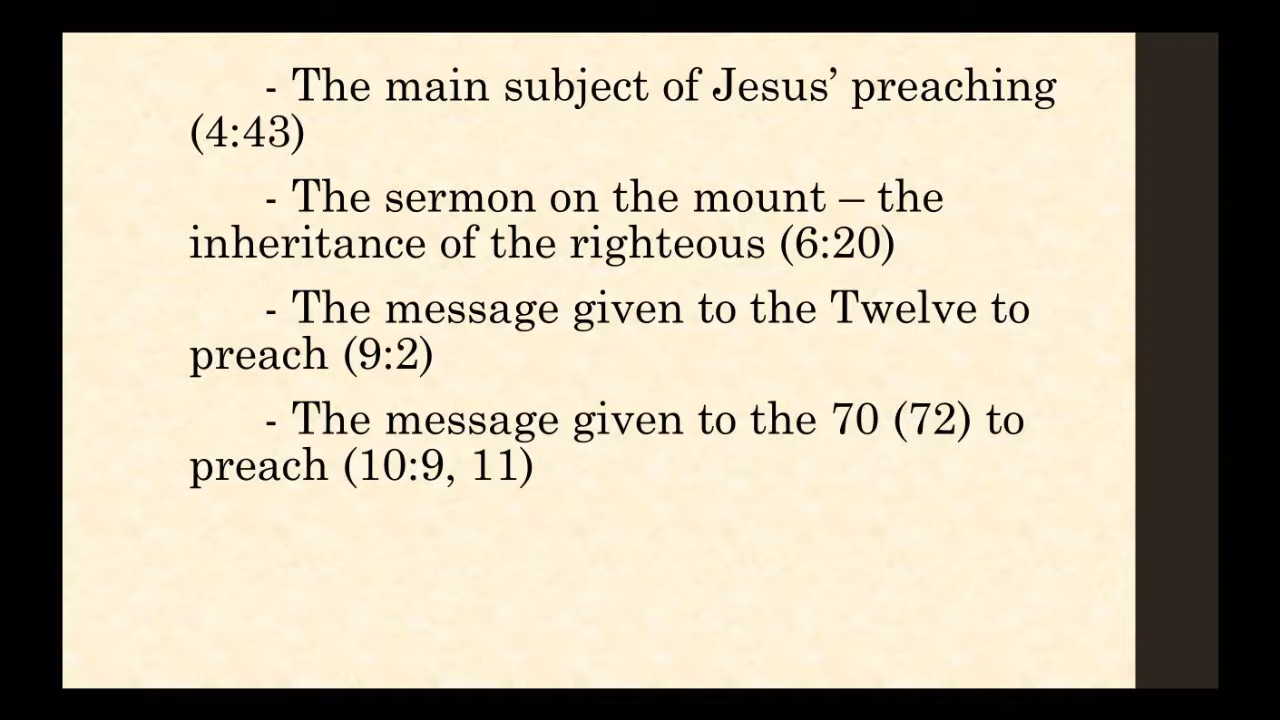 - The main subject of Jesus’ preaching
(4:43)
- The sermon on the mount – the
inheritance of the righteous (6:20)
- The message given to the Twelve to
preach (9:2)
- The message given to the 70 (72) to
preach (10:9, 11)